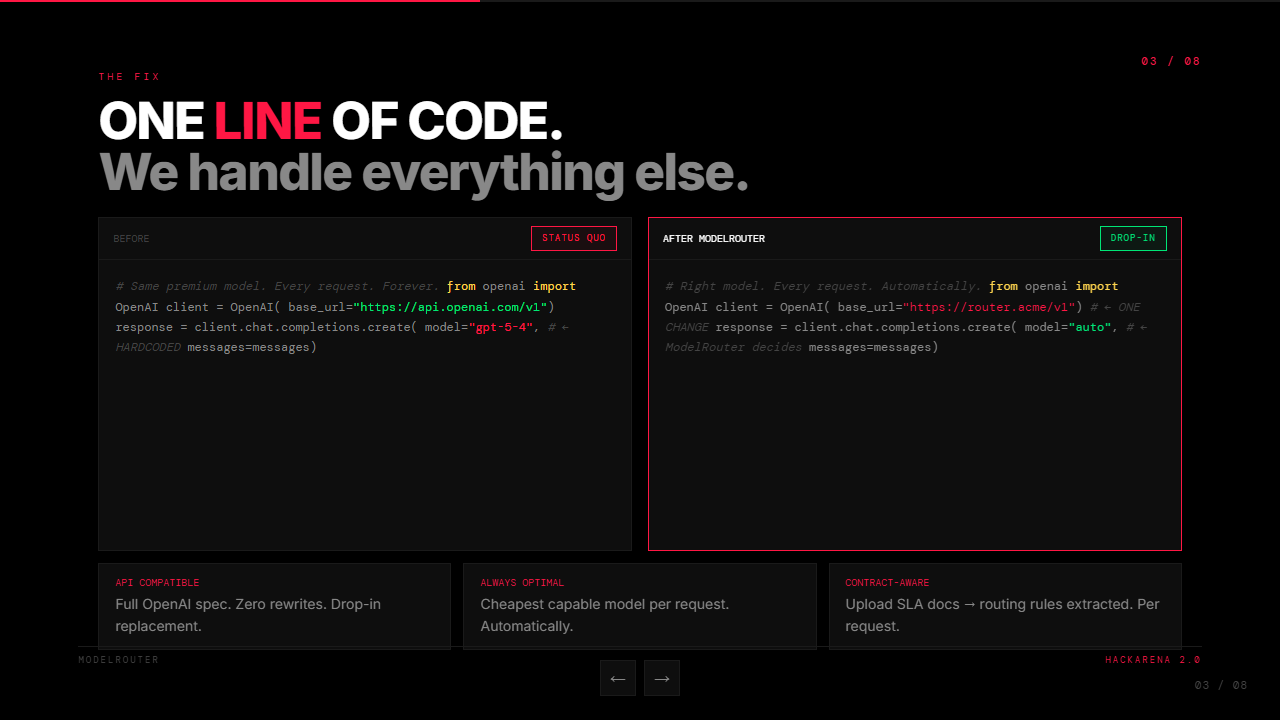 03 / 08
THE FIX
ONE LINE OF CODE.
We handle everything else.
BEFORE
STATUS QUO
# Same premium model. Every request. Forever. from openai import
OpenAI client = OpenAI( base_url="https://api.openai.com/v1")
response = client.chat.completions.create( model="gpt-5-4", # ←
HARDCODED messages=messages)
AFTER MODELROUTER
DROP-IN
# Right model. Every request. Automatically. from openai import
OpenAI client = OpenAI( base_url="https://router.acme/v1") # ← ONE
CHANGE response = client.chat.completions.create( model="auto", # ←
ModelRouter decides messages=messages)
API COMPATIBLE
Full OpenAI spec. Zero rewrites. Drop-in
replacement.
ALWAYS OPTIMAL
Cheapest capable model per request.
Automatically.
CONTRACT-AWARE
Upload SLA docs → routing rules extracted. Per
request.
MODELROUTER
← →
HACKARENA 2.0
03 / 08